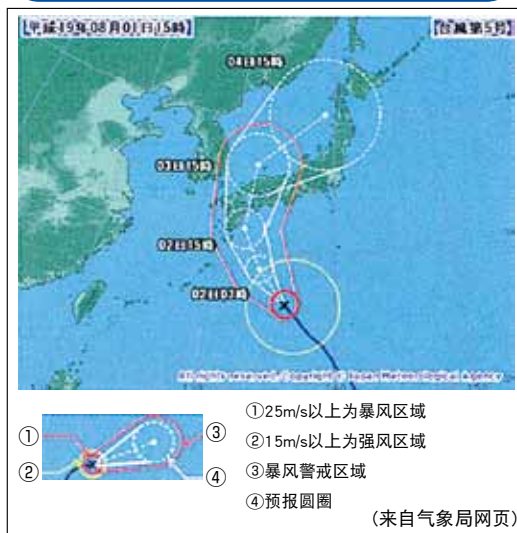 【平成19年08月01日15時】
【台風第5号】
04日15時
03日15時
02日15時
02日03時
All rights reserved. Copyright © Japan Meteorological Agency
① ③
② ④
①25m/s以上为暴风区域
②15m/s以上为强风区域
③暴风警戒区域
④预报圆圈
(来自气象局网页)